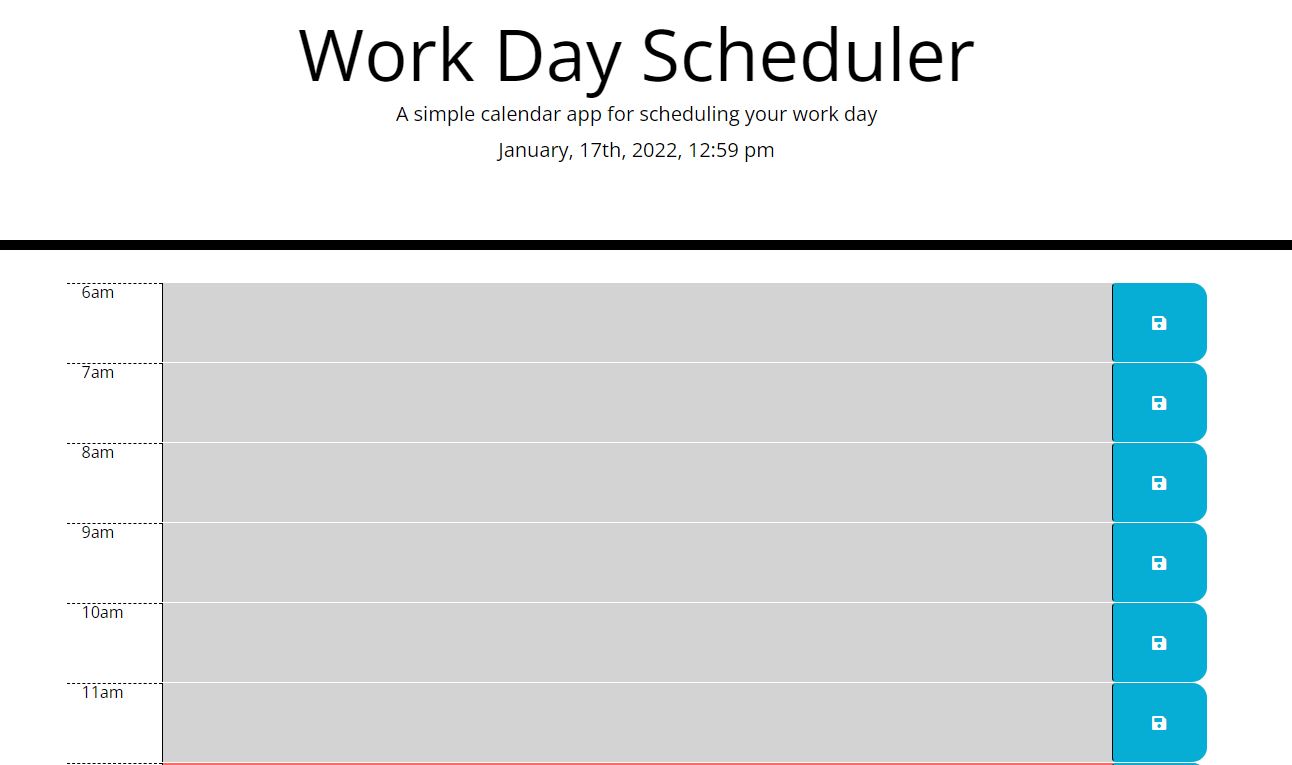 Work Day Scheduler
A simple calendar app for scheduling your work day
January, 17th, 2022, 12:59 pm
6am
7am
8am
9am
10am
11am